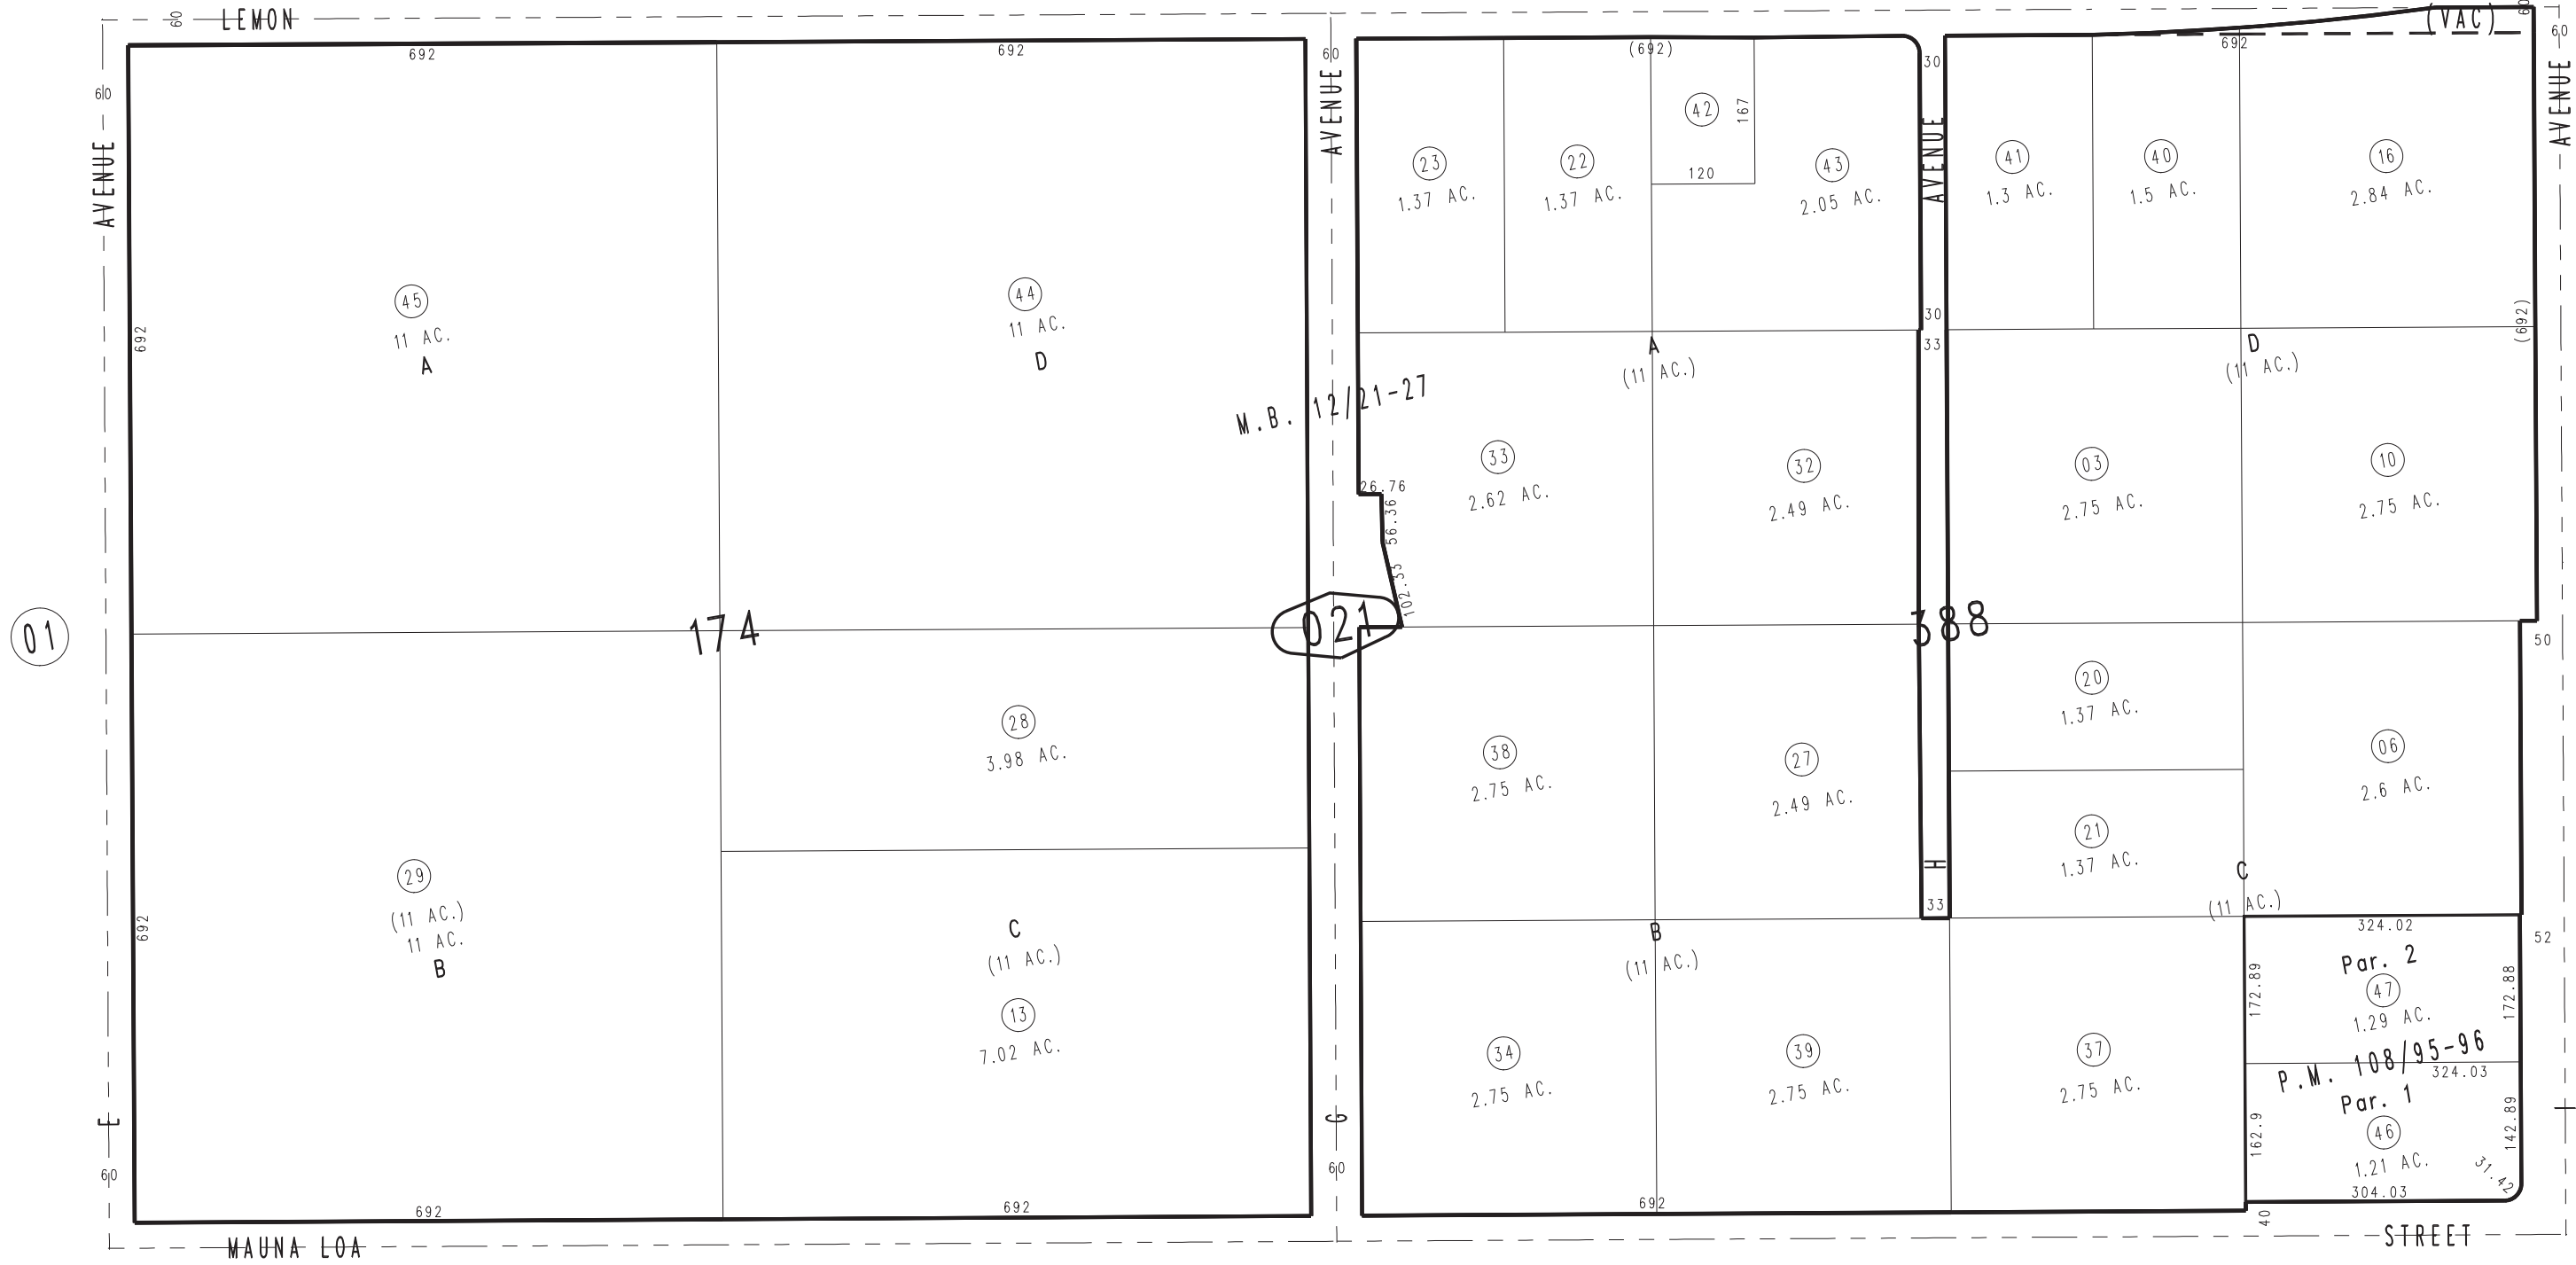 LEMON
60
(VAC)
60
60
692
692
60
(692)
30
692
60
AVENUE
AVENUE
AVENUE
AVENUE
23
1.37 AC.
22
1.37 AC.
42
167
120
43
2.05 AC.
41
1.3 AC.
40
1.5 AC.
16
2.84 AC.
45
11 AC.
A
692
44
11 AC.
D
30
33
(692)
A
(11 AC.)
D
(11 AC.)
M.B. 12/21-27
33
2.62 AC.
32
2.49 AC.
03
2.75 AC.
10
2.75 AC.
26.76
56.36
102.33
01
174
021
388
50
28
3.98 AC.
38
2.75 AC.
27
2.49 AC.
20
1.37 AC.
21
1.37 AC.
06
2.6 AC.
H
33
C
(11 AC.)
29
(11 AC.)
11 AC.
B
692
C
(11 AC.)
13
7.02 AC.
B
(11 AC.)
324.02
52
Par. 2
47
1.29 AC.
172.89
172.88
P.M. 108/95-96
324.03
Par. 1
46
1.21 AC.
162.9
142.89
31.42
304.03
34
2.75 AC.
39
2.75 AC.
37
2.75 AC.
E
60
G
60
I
692
692
692
40
MAUNA LOA
STREET